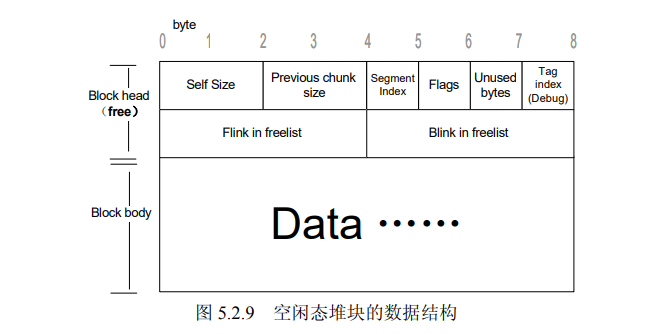 byte
0 1 2 3 4 5 6 7 8
Block head
（free）
Self Size
Previous chunk
size
Segment
Index
Flags
Unused
bytes
Tag
index
(Debug)
Flink in freelist
Blink in freelist
Block body
Data ······
图 5.2.9 空闲态堆块的数据结构